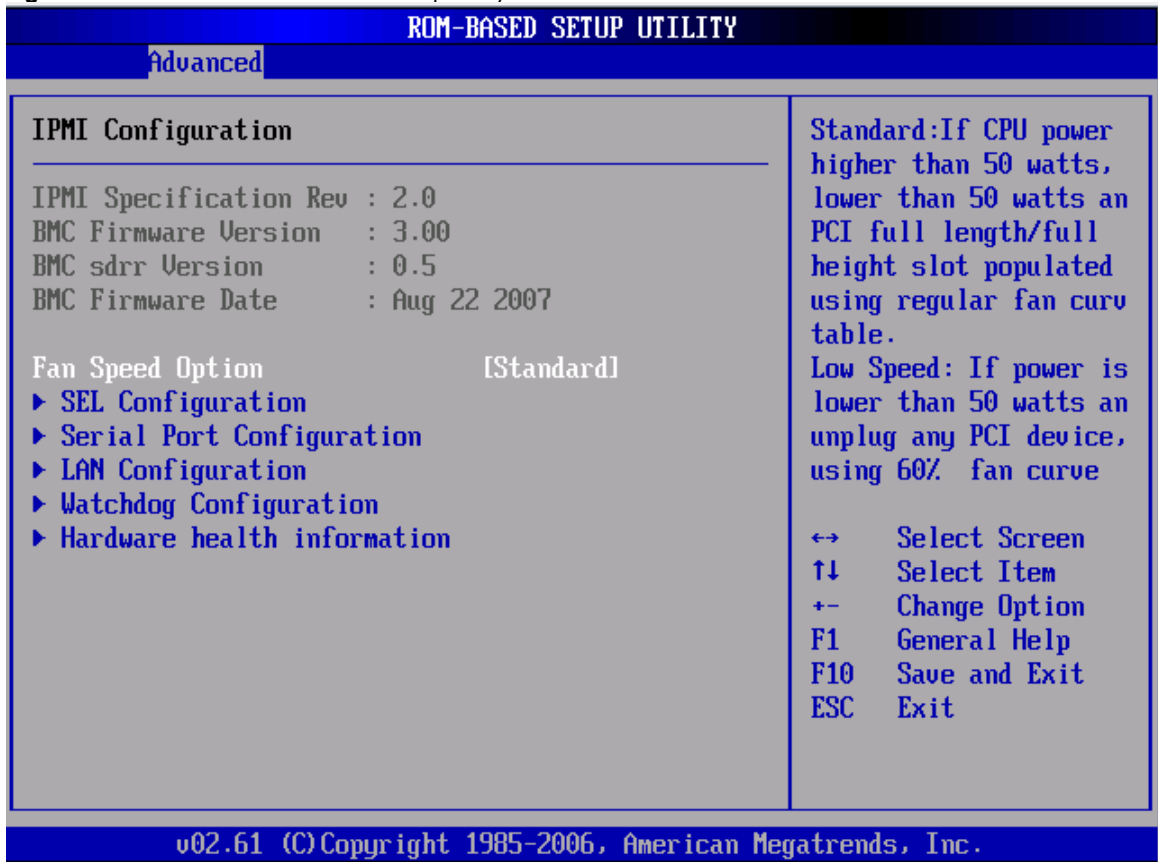 ROM-BASED SETUP UTILITY
Advanced
IPMI Configuration
IPMI Specification Rev : 2.0
BMC Firmware Version : 3.00
BMC sdrr Version : 0.5
BMC Firmware Date : Aug 22 2007
Fan Speed Option [Standard]
▶ SEL Configuration
▶ Serial Port Configuration
▶ LAN Configuration
▶ Watchdog Configuration
▶ Hardware health information
Standard:If CPU power
higher than 50 watts,
lower than 50 watts an
PCI full length/full
height slot populated
using regular fan curv
table.
Low Speed: If power is
lower than 50 watts an
unplug any PCI device,
using 60% fan curve
↔ Select Screen
↑↓ Select Item
+- Change Option
F1 General Help
F10 Save and Exit
ESC Exit
v02.61 (C)Copyright 1985-2006, American Megatrends, Inc.